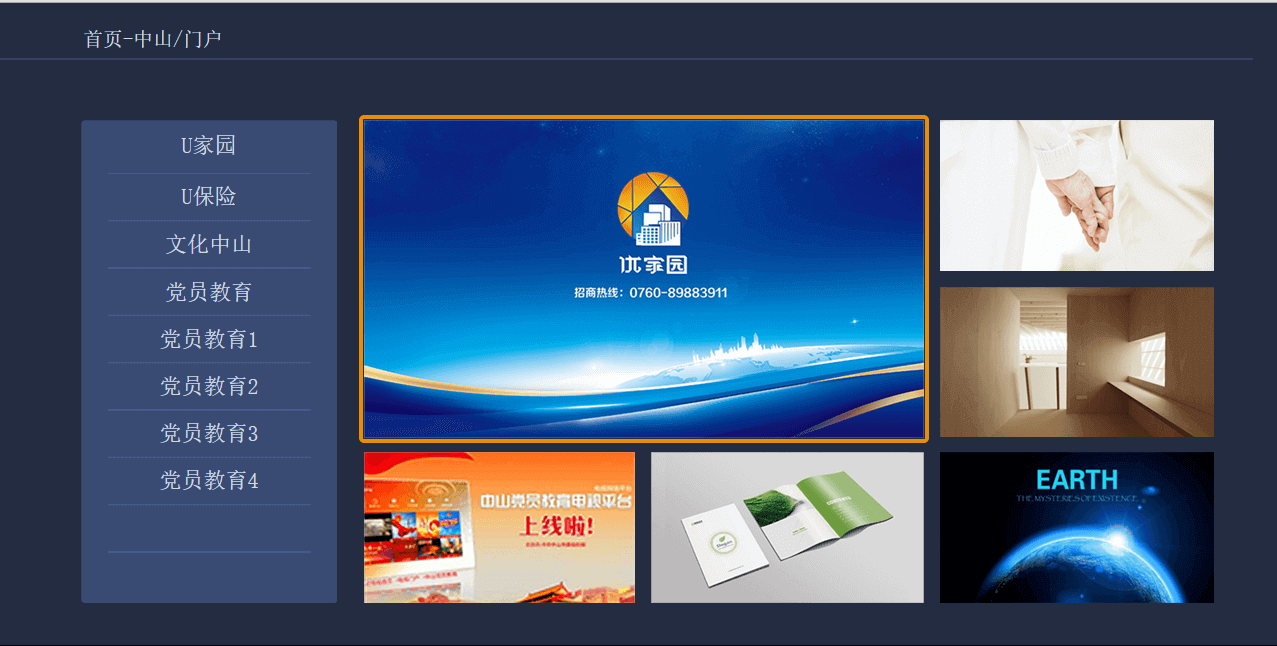 首页-中山/门户
U家园
U保险
文化中山
党员教育
党员教育1
党员教育2
党员教育3
党员教育4
优家园
招商热线：0760-89883911
中山党员教育电视平台
上线啦!
EARTH
THE MYSTERIES OF EXISTENCE